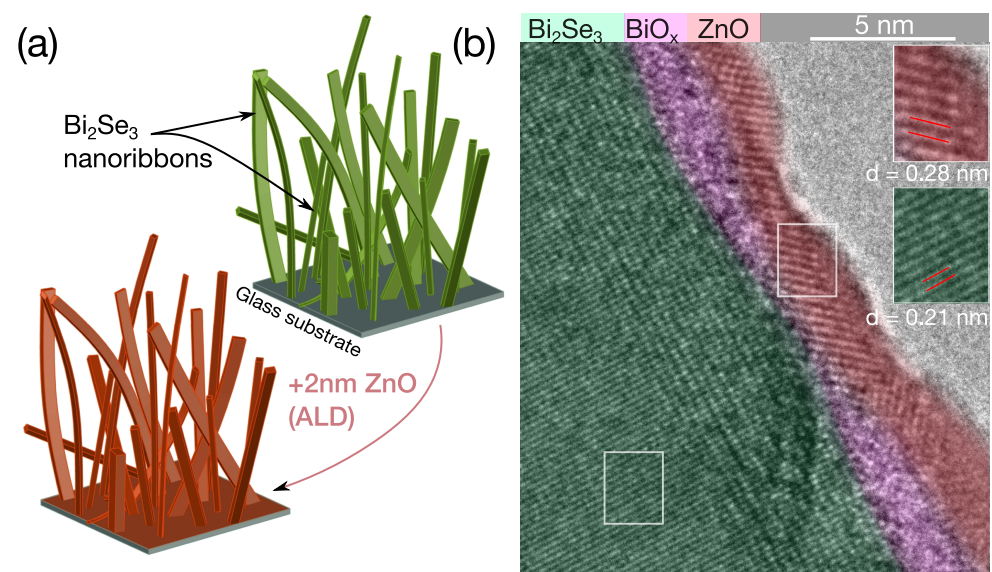 (a)
Bi₂Se₃
nanoribbons
Glass substrate
+2nm ZnO
(ALD)
(b)
Bi₂Se₃ BiOₓ ZnO 5 nm
d = 0.28 nm
d = 0.21 nm